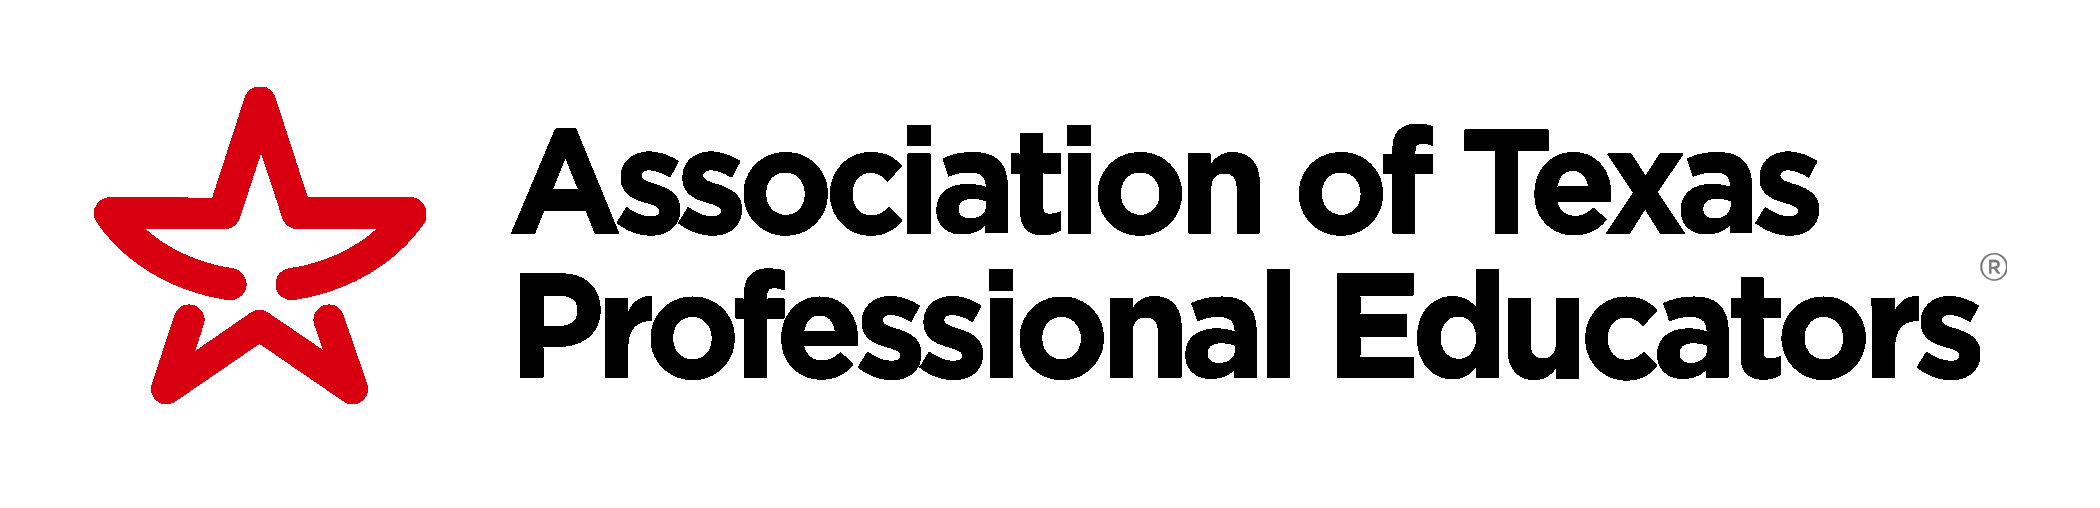 Association of Texas
Professional Educators®